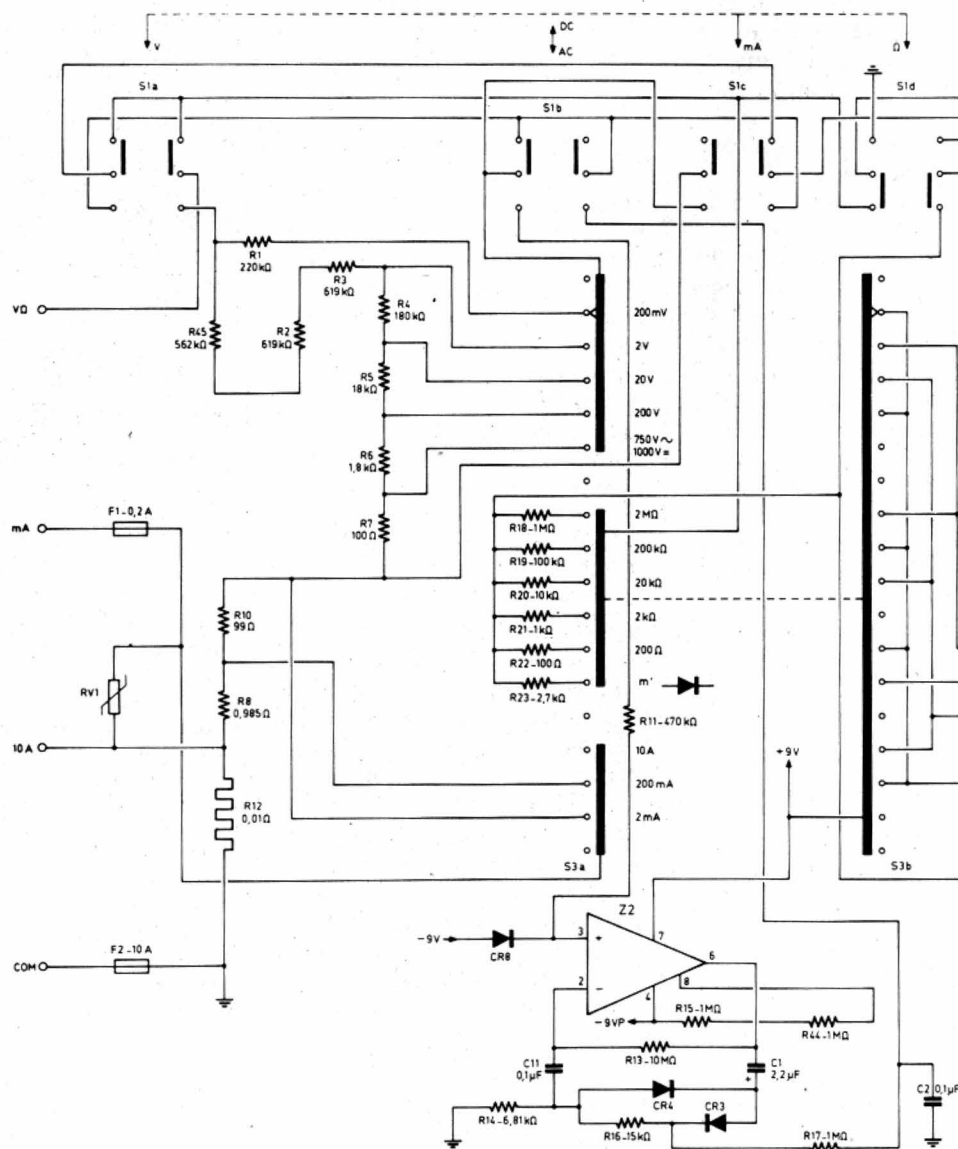 DC
V
AC
mA
Ω
S1a
S1b
S1c
S1d
R1
220kΩ
R3
619kΩ
R4
180kΩ
VΩ
R45
562kΩ
R2
619kΩ
R5
18kΩ
R6
1,8kΩ
R7
100Ω
200mV
2V
20V
200V
750V~
1000V=
mA
F1-0,2A
R18-1MΩ
2MΩ
R19-100kΩ
200kΩ
R20-10kΩ
20kΩ
R21-1kΩ
2kΩ
R22-100Ω
200Ω
R23-2,7kΩ
m'
R10
99Ω
RV1
R8
0,985Ω
R11-470kΩ
10A
10A
+9V
R12
0,01Ω
200mA
2mA
S3a
S3b
Z2
-9V
CR8
3
+
7
6
8
2
-
4
COM
F2-10A
-9VP
R15-1MΩ
R44-1MΩ
R13-10MΩ
C11
0,1µF
C1
2,2µF
+
CR4
C2
0,1µF
R14-6,81kΩ
CR3
R16-15kΩ
R17-1MΩ